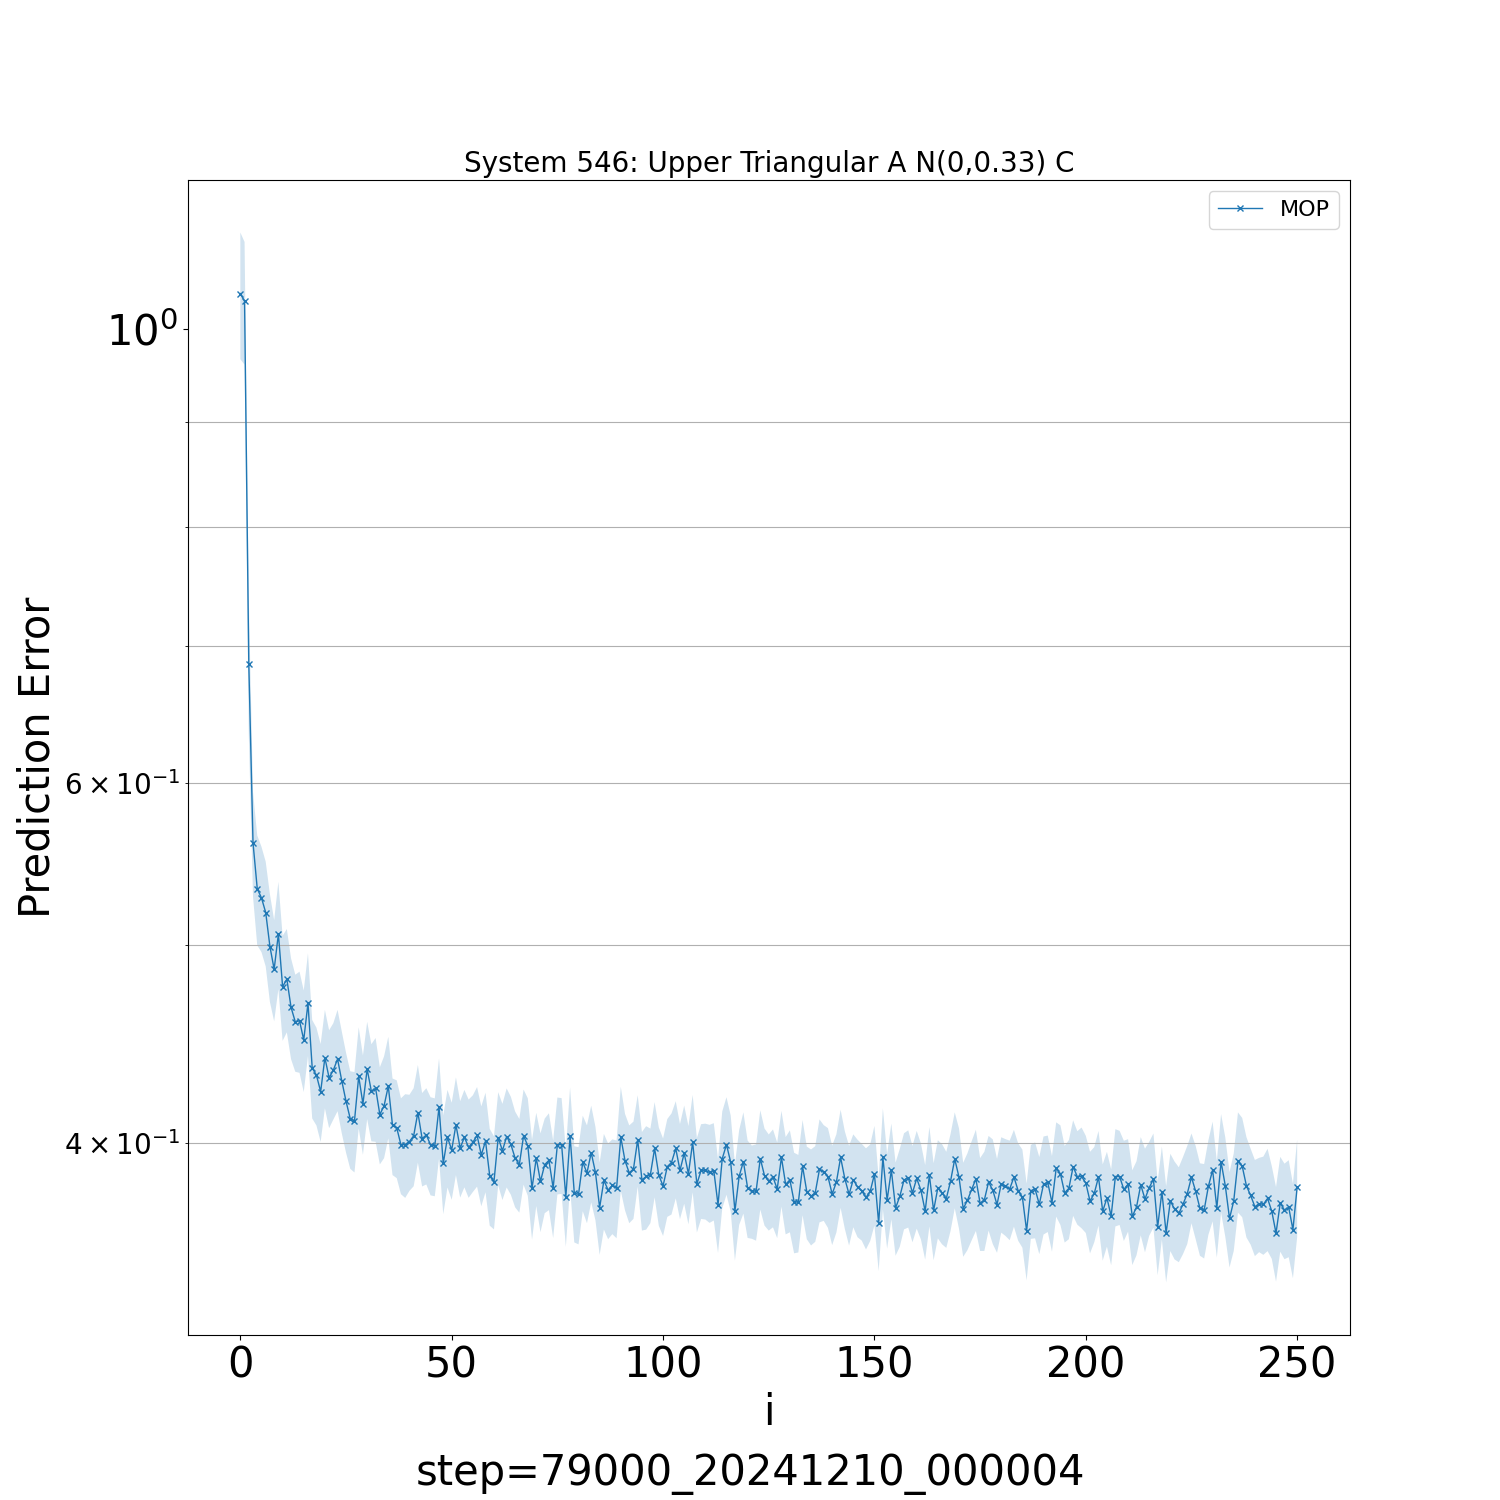 System 546: Upper Triangular A N(0,0.33) C
MOP
10⁰
6 × 10⁻¹
4 × 10⁻¹
Prediction Error
0 50 100 150 200 250
i
step=79000_20241210_000004